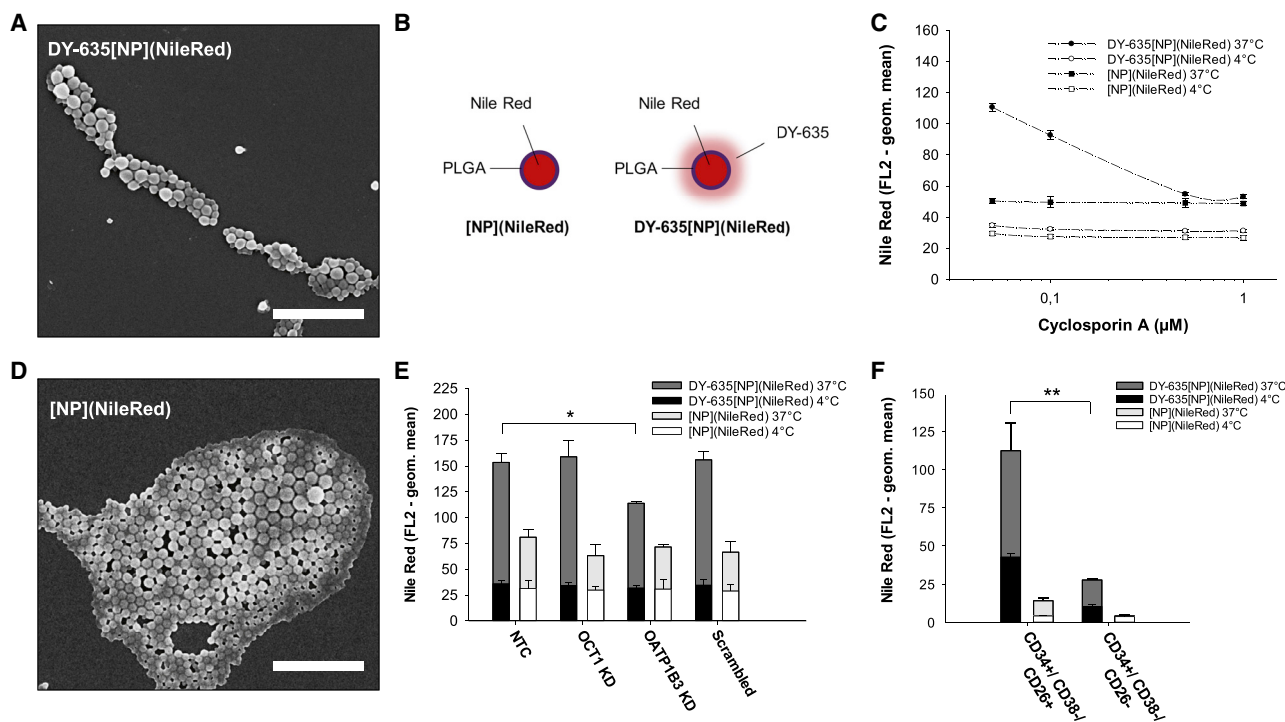 A
DY-635[NP](NileRed)
B
Nile Red
PLGA
[NP](NileRed)
Nile Red
DY-635
PLGA
DY-635[NP](NileRed)
C
Nile Red (FL2 - geom. mean)
160
140
120
100
80
60
40
20
0
DY-635[NP](NileRed) 37°C
DY-635[NP](NileRed) 4°C
[NP](NileRed) 37°C
[NP](NileRed) 4°C
0,1
1
Cyclosporin A (µM)
D
[NP](NileRed)
E
Nile Red (FL2 - geom. mean)
225
200
175
150
125
100
75
50
25
0
DY-635[NP](NileRed) 37°C
DY-635[NP](NileRed) 4°C
[NP](NileRed) 37°C
[NP](NileRed) 4°C
*
NTC
OCT1 KD
OATP1B3 KD
Scrambled
F
Nile Red (FL2 - geom. mean)
150
125
100
75
50
25
0
DY-635[NP](NileRed) 37°C
DY-635[NP](NileRed) 4°C
[NP](NileRed) 37°C
[NP](NileRed) 4°C
**
CD34+/ CD38-/
CD26+
CD34+/ CD38-/
CD26-